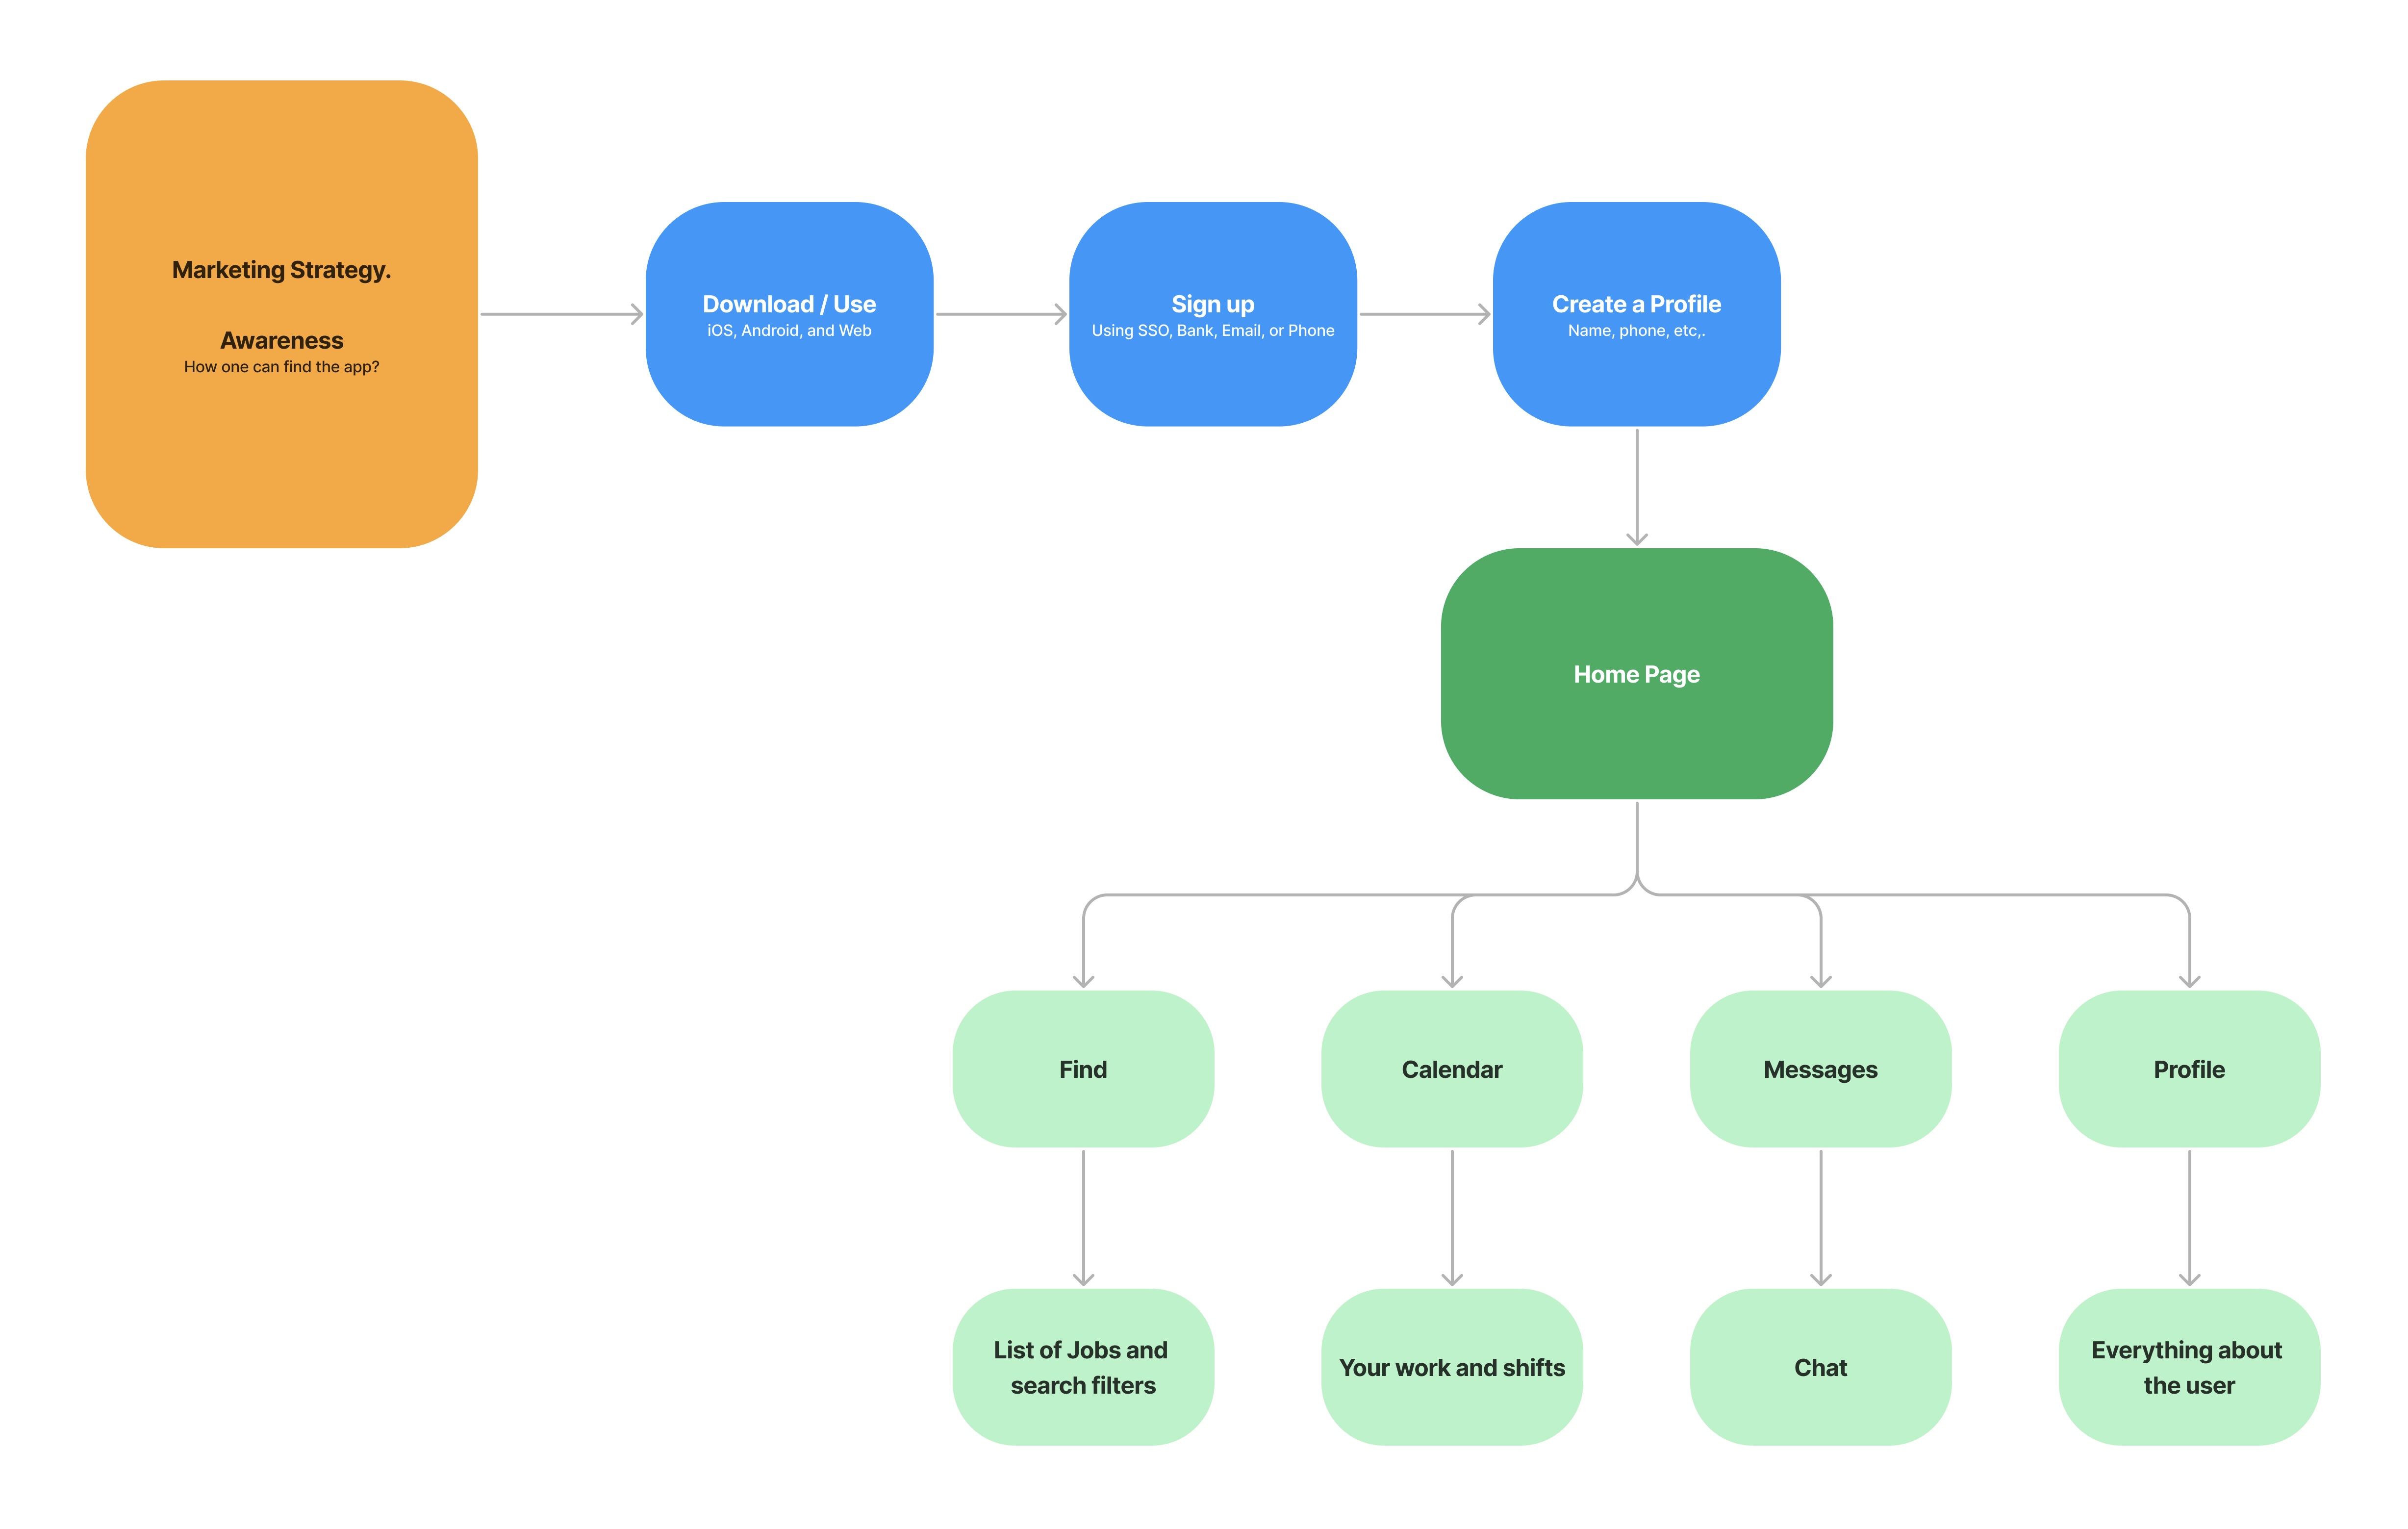 Marketing Strategy.
Awareness
How one can find the app?
Download / Use
iOS, Android, and Web
Sign up
Using SSO, Bank, Email, or Phone
Create a Profile
Name, phone, etc,.
Home Page
Find
Calendar
Messages
Profile
List of Jobs and
search filters
Your work and shifts
Chat
Everything about
the user